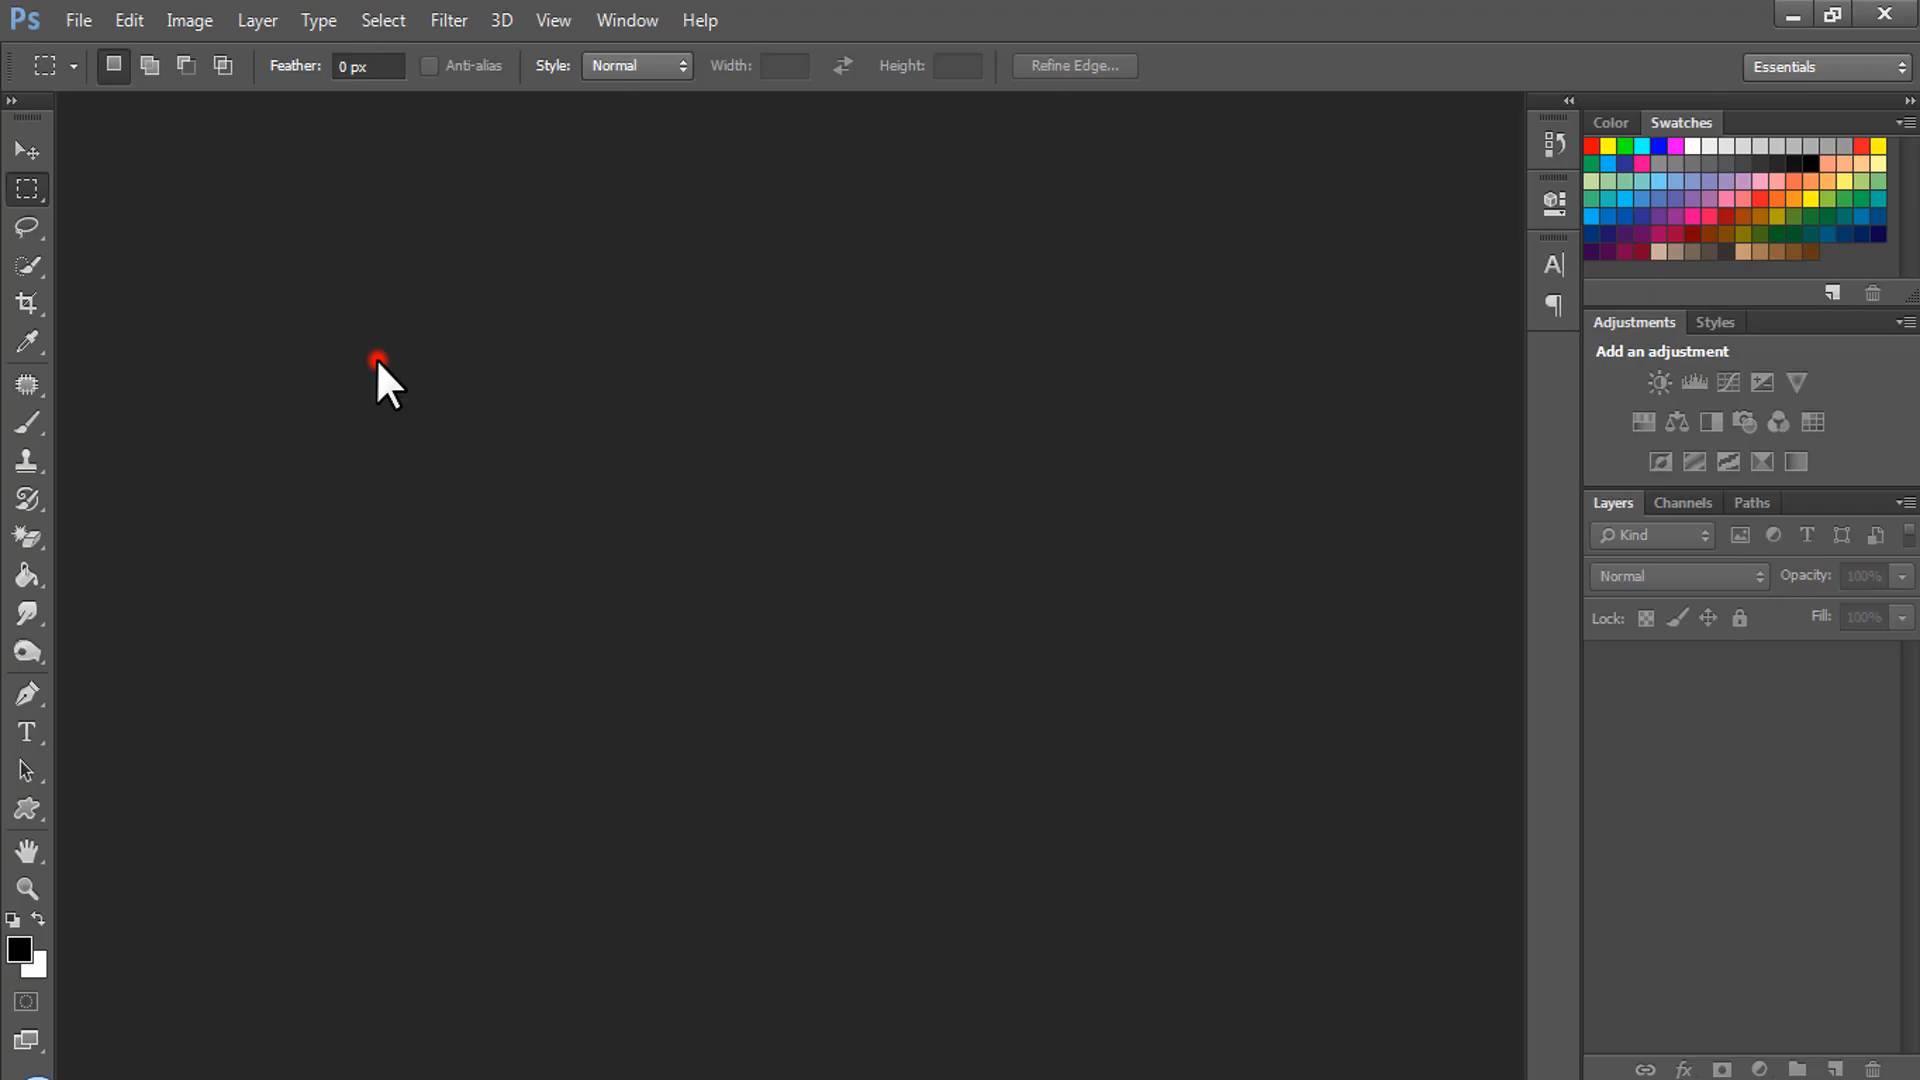 Ps File Edit Image Layer Type Select Filter 3D View Window Help
Feather: 0 px Anti-alias Style: Normal Width: Height: Refine Edge... Essentials
Color Swatches
Adjustments Styles
Add an adjustment
Layers Channels Paths
Kind
Normal Opacity: 100%
Lock: Fill: 100%